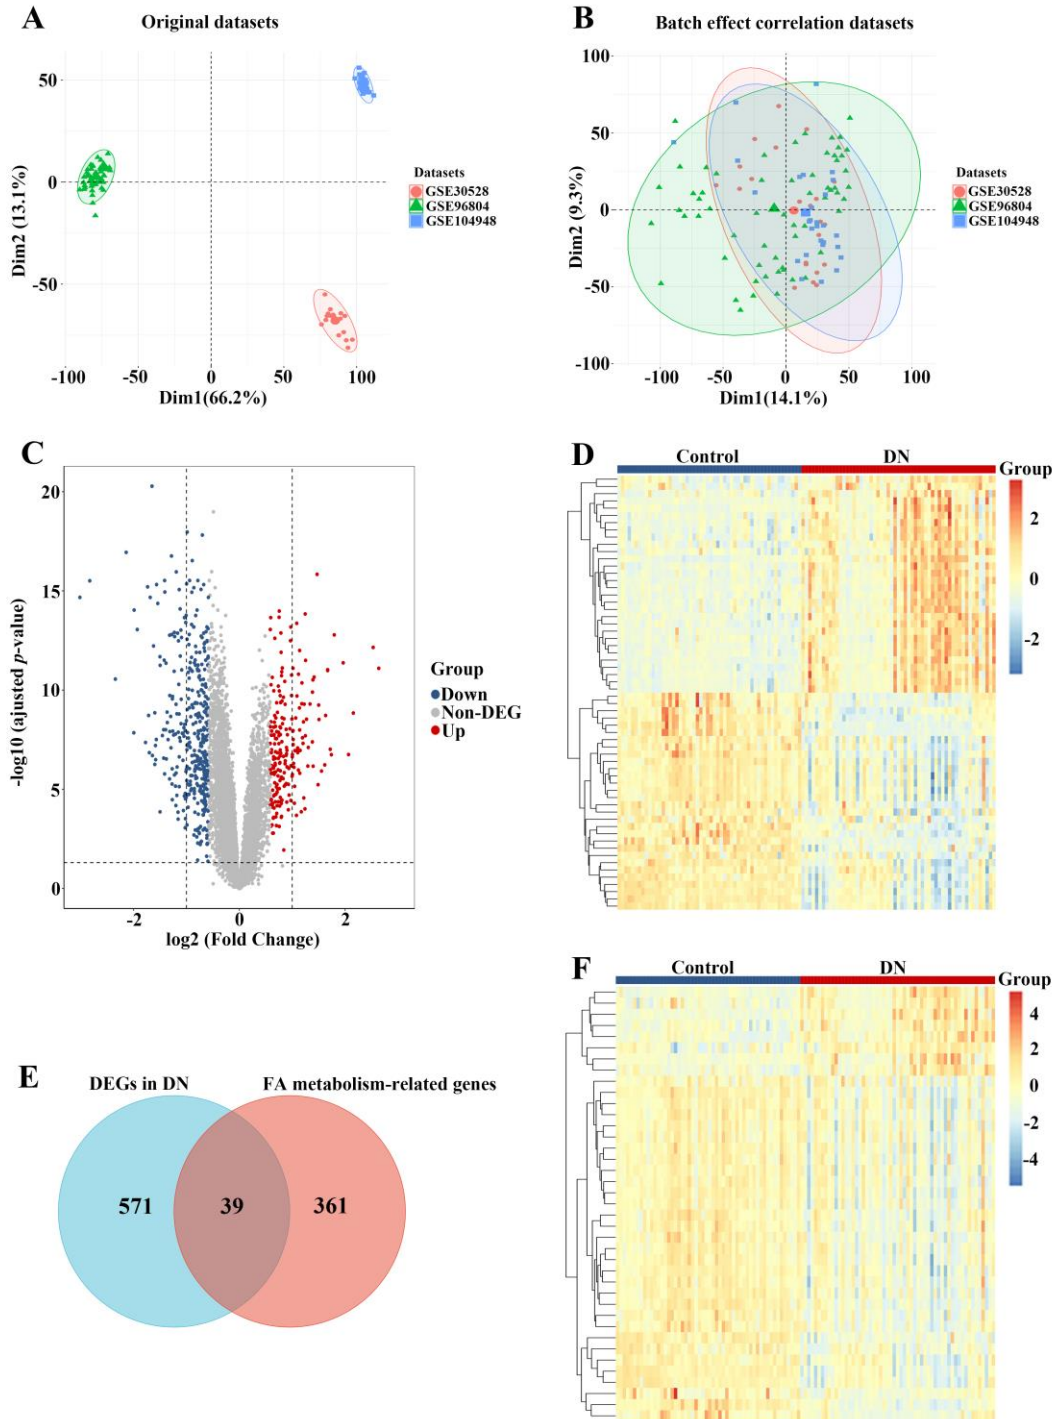 A
Original datasets
Dim2 (13.1%)
50
0
-50
-100
-50
0
50
100
Dim1(66.2%)
Datasets
GSE30528
GSE96804
GSE104948
B
Batch effect correlation datasets
Dim2 (9.3%)
100
50
0
-50
-100
-100
-50
0
50
100
Dim1(14.1%)
Datasets
GSE30528
GSE96804
GSE104948
C
-log10 (ajusted p-value)
20
15
10
5
0
-2
0
2
log2 (Fold Change)
Group
Down
Non-DEG
Up
D
Control
DN
Group
2
0
-2
E
DEGs in DN
FA metabolism-related genes
571
39
361
F
Control
DN
Group
4
2
0
-2
-4